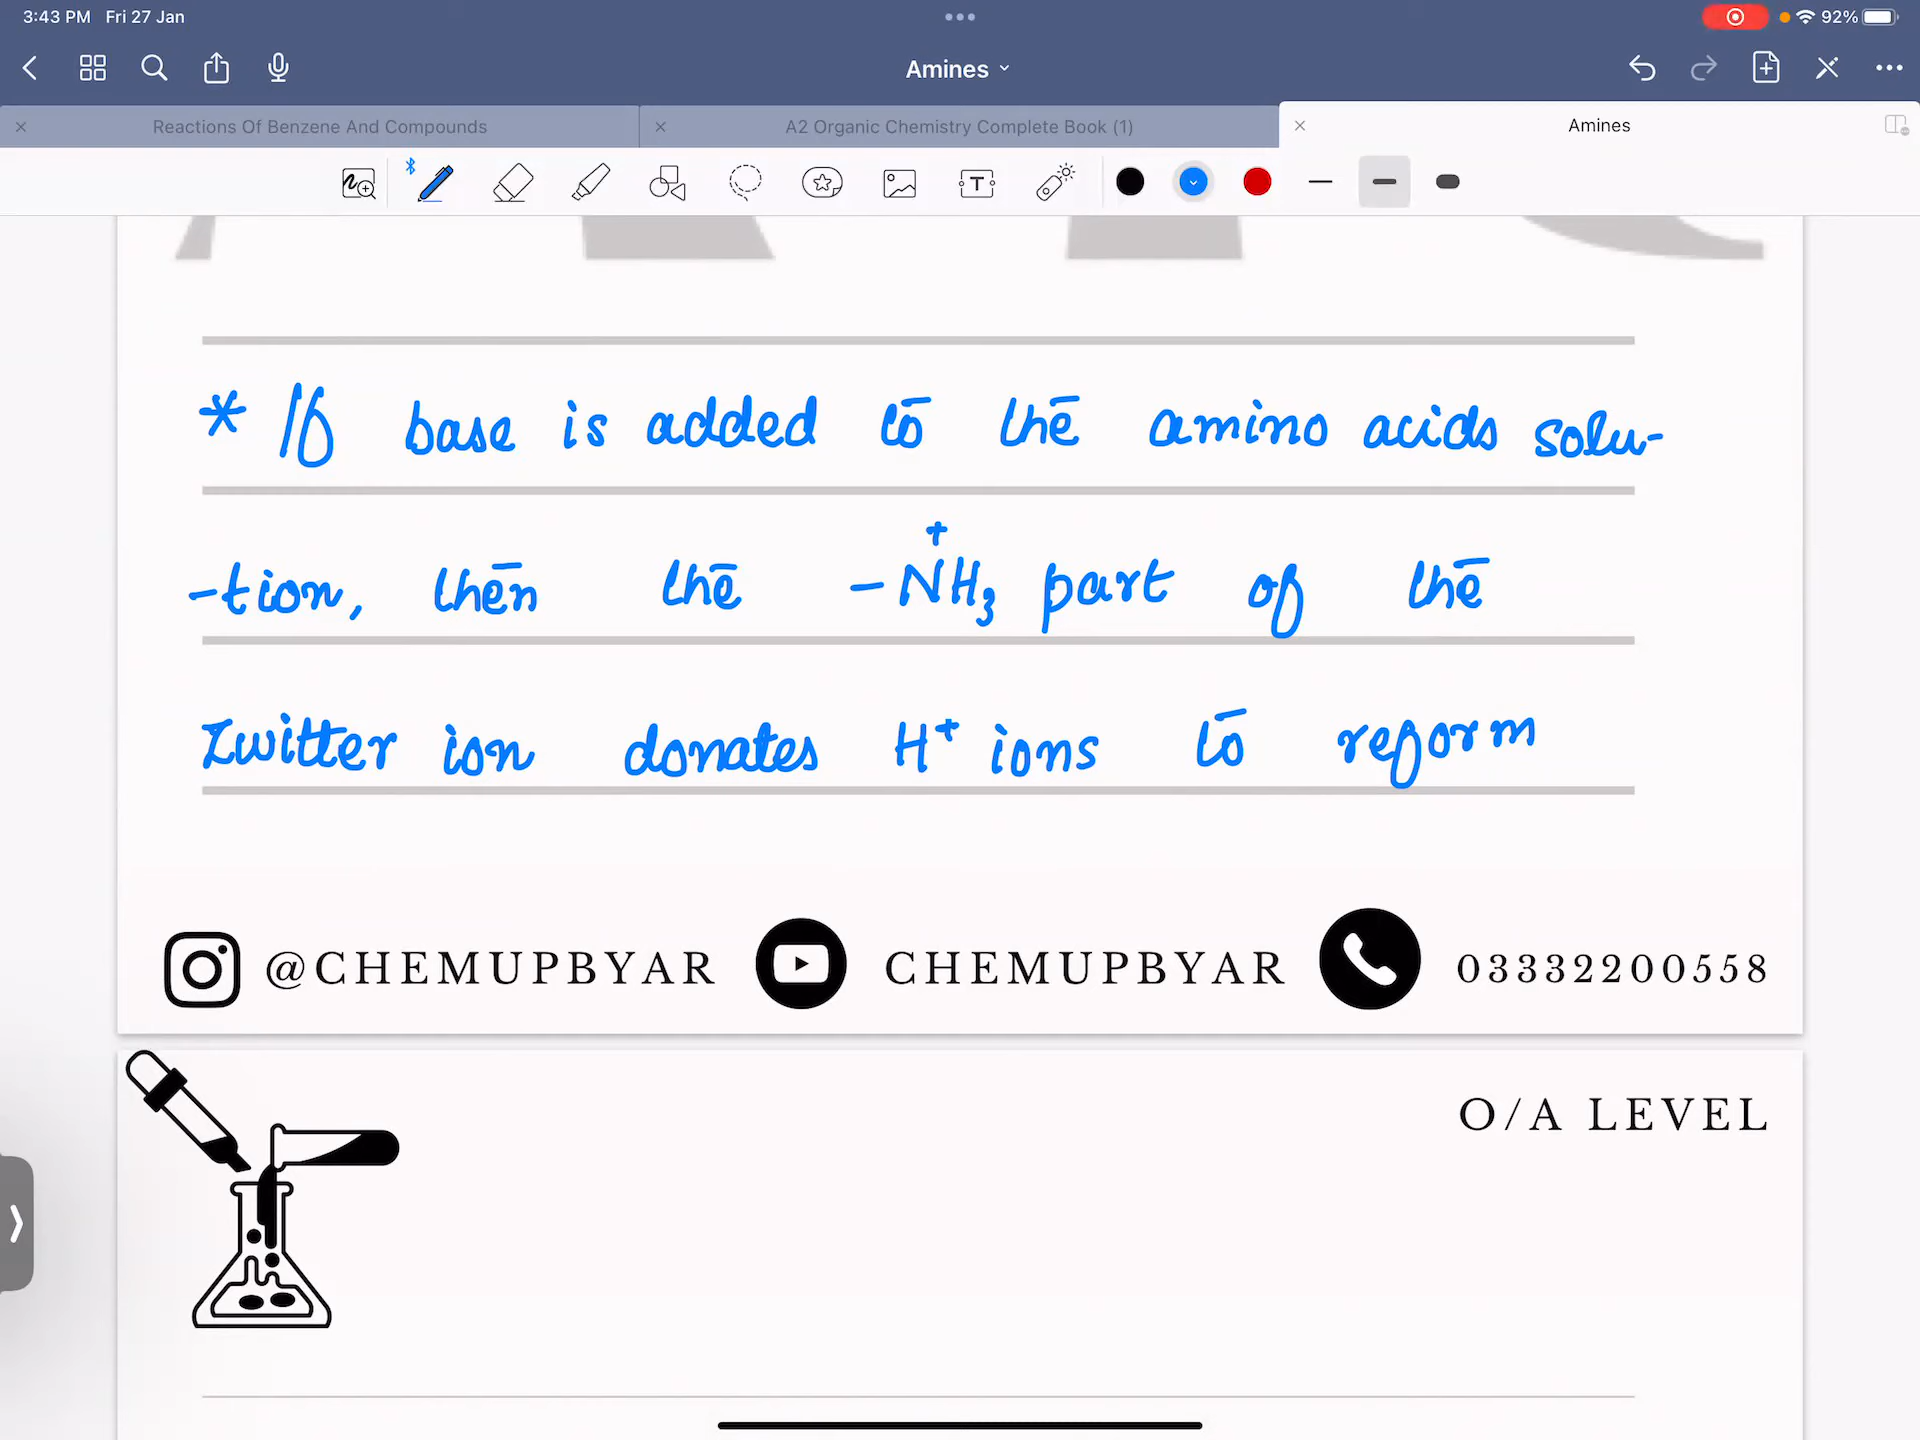 3:43 PM Fri 27 Jan
92%
Amines
Reactions Of Benzene And Compounds
A2 Organic Chemistry Complete Book (1)
Amines
T
* If base is added to the amino acids solu-
-tion, then the -N⁺H₃ part of the
Zwitter ion donates H⁺ ions to reform
@CHEMUPBYAR
CHEMUPBYAR
03332200558
O/A LEVEL